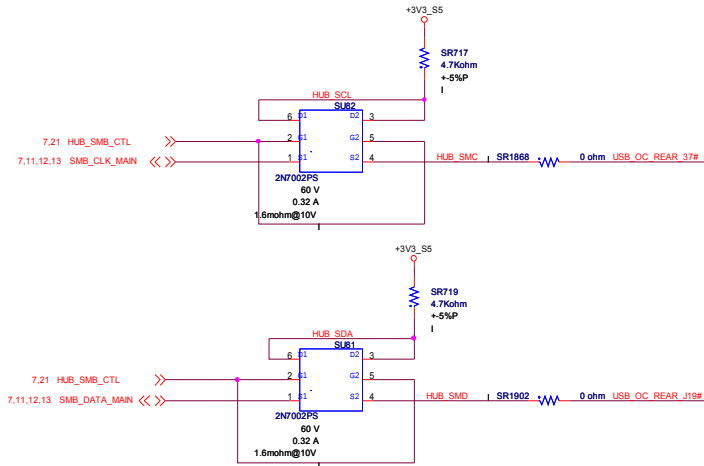 +3V3_S5
SR717
4.7Kohm
+-5%P
I
HUB_SCL
SU82
6 D1 D2 3
7,21 HUB_SMB_CTL 2 G1 G2 5
7,11,12,13 SMB_CLK_MAIN 1 S1 S2 4 HUB_SMC I SR1868 0 ohm USB_OC_REAR_37#
2N7002PS
60 V
0.32 A
1.6mohm@10V
I
+3V3_S5
SR719
4.7Kohm
+-5%P
I
HUB_SDA
SU81
6 D1 D2 3
7,21 HUB_SMB_CTL 2 G1 G2 5
7,11,12,13 SMB_DATA_MAIN 1 S1 S2 4 HUB_SMD I SR1902 0 ohm USB_OC_REAR_J19#
2N7002PS
60 V
0.32 A
1.6mohm@10V
I